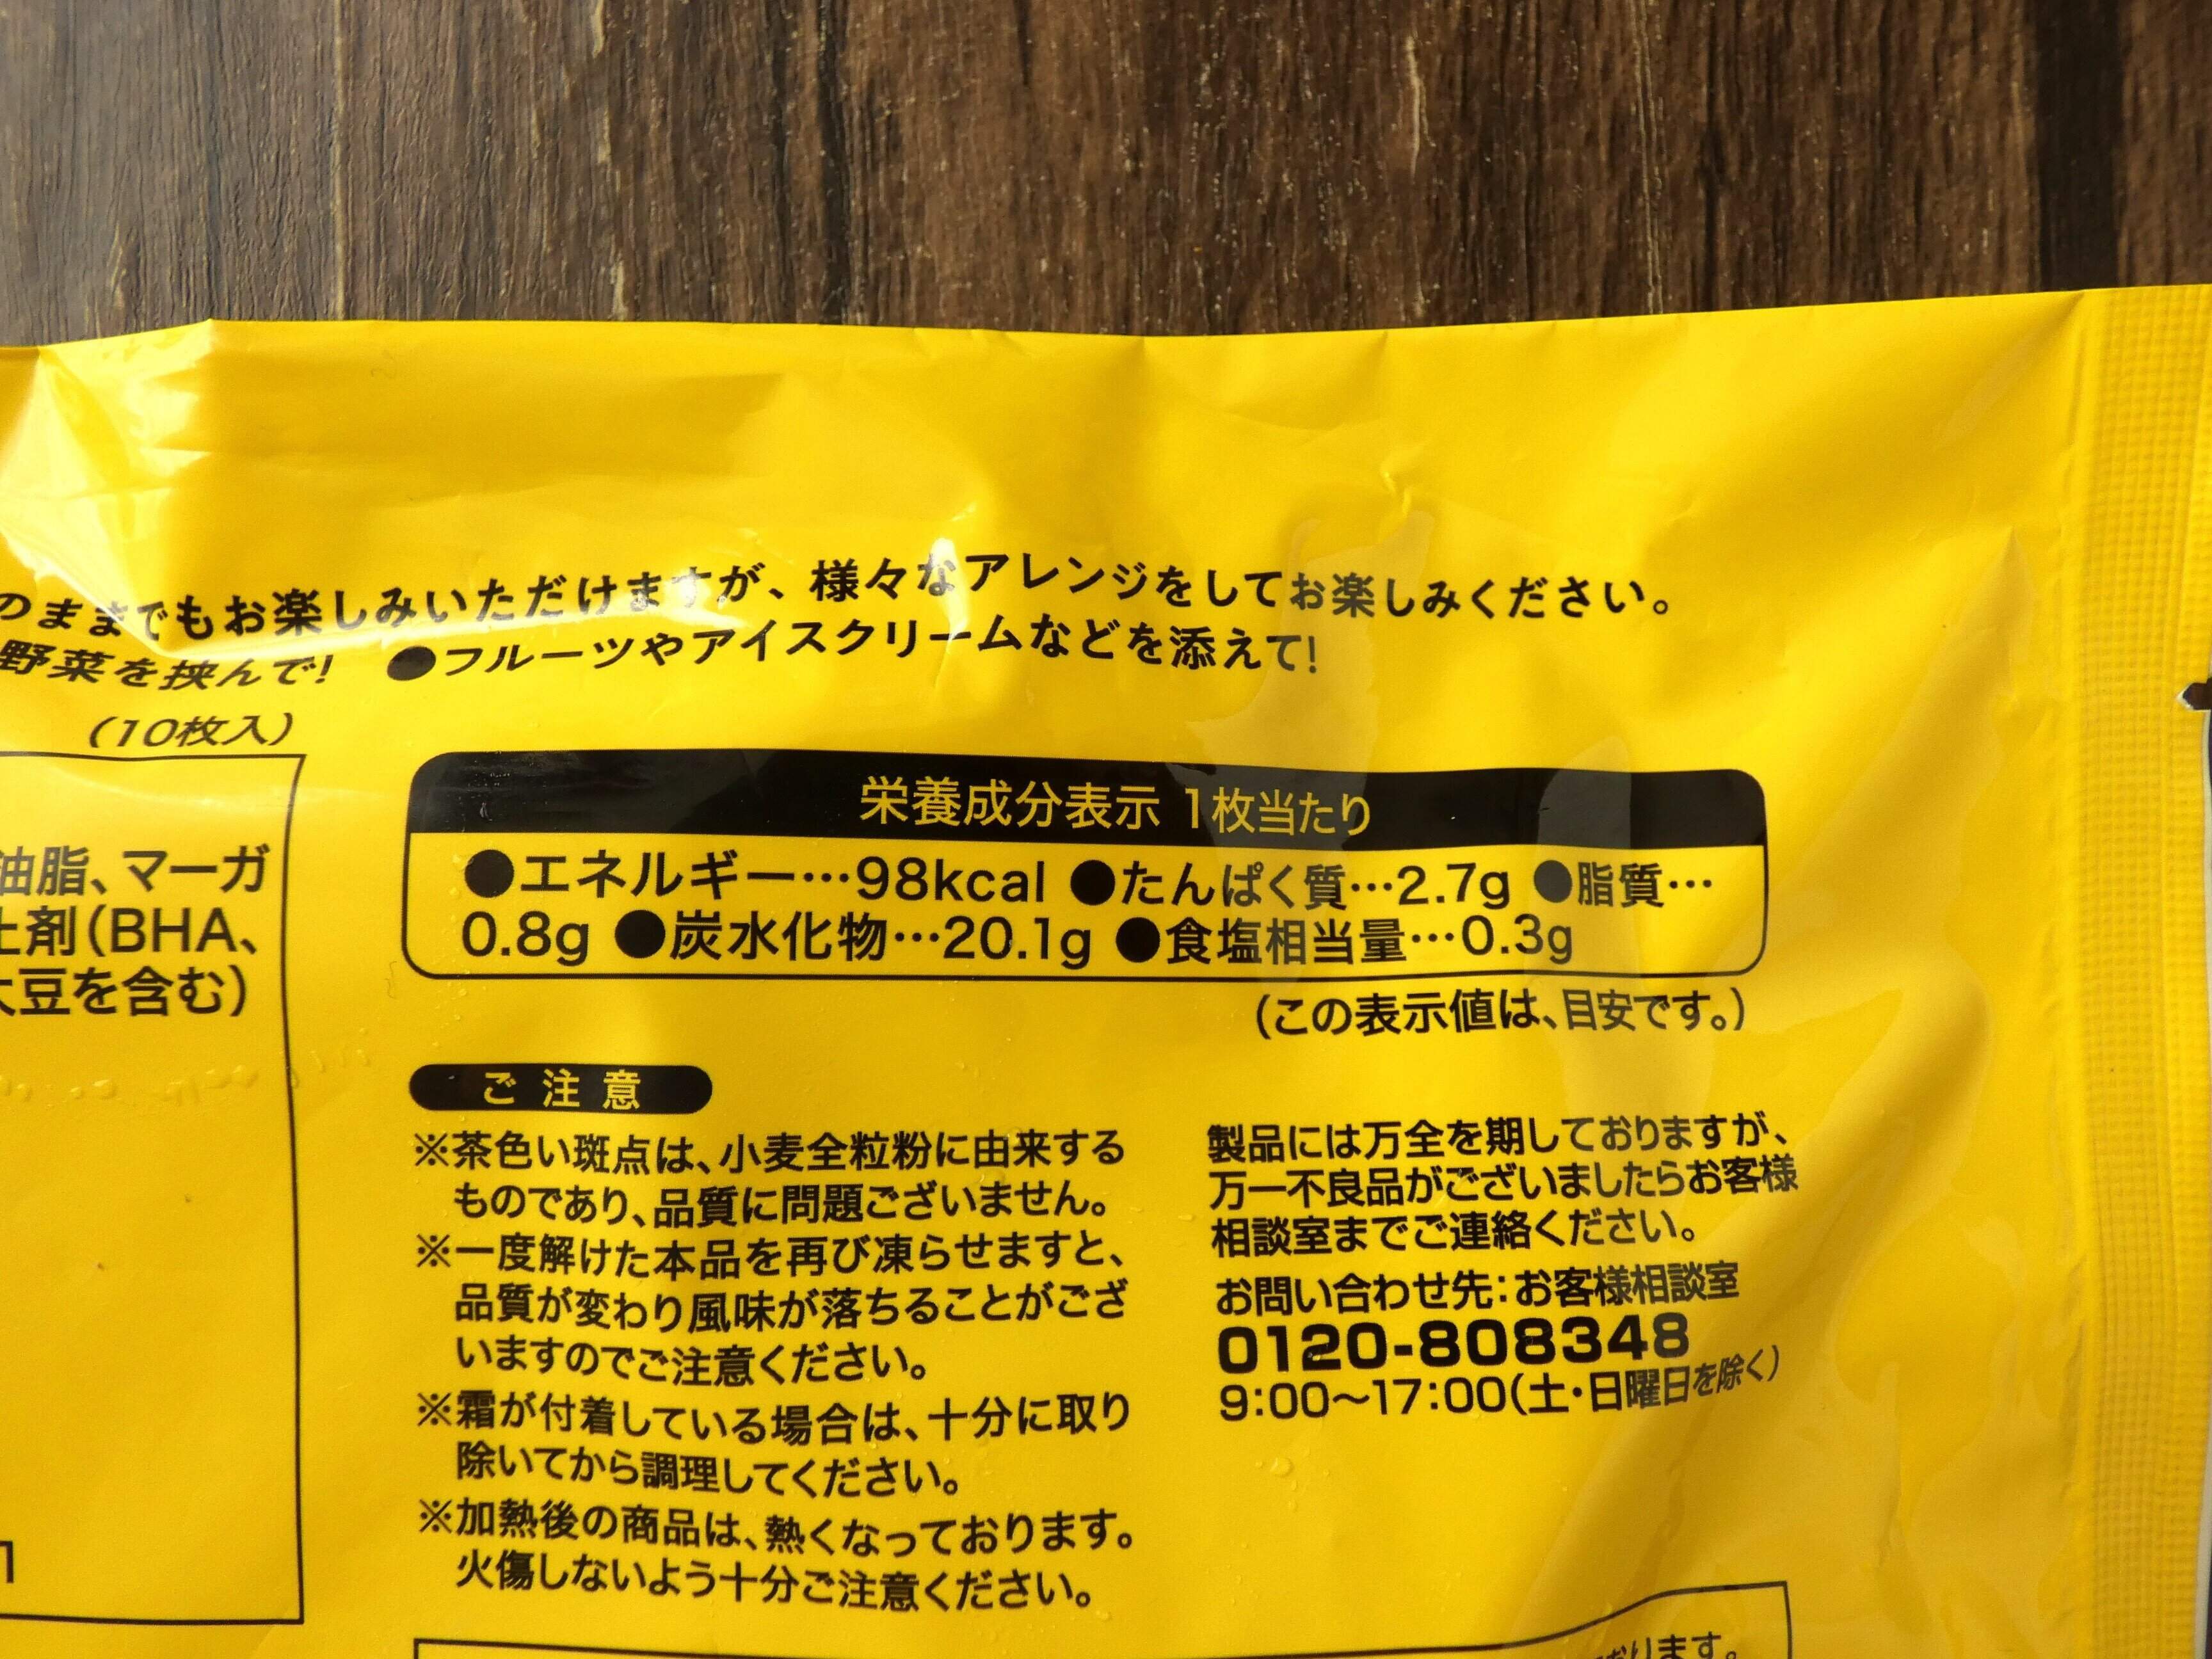 のままでもお楽しみいただけますが、様々なアレンジをしてお楽しみください。
野菜を挟んで! ●フルーツやアイスクリームなどを添えて!
(10枚入)
油脂、マーガ
止剤(BHA、
大豆を含む)
1
栄養成分表示 1枚当たり
●エネルギー…98kcal ●たんぱく質…2.7g ●脂質…
0.8g ●炭水化物…20.1g ●食塩相当量…0.3g
(この表示値は、目安です。)
ご注意
※茶色い斑点は、小麦全粒粉に由来する
ものであり、品質に問題ございません。
※一度解けた本品を再び凍らせますと、
品質が変わり風味が落ちることがござ
いますのでご注意ください。
※霜が付着している場合は、十分に取り
除いてから調理してください。
※加熱後の商品は、熱くなっております。
火傷しないよう十分ご注意ください。
製品には万全を期しておりますが、
万一不良品がございましたらお客様
相談室までご連絡ください。
お問い合わせ先:お客様相談室
0120-808348
9:00〜17:00(土・日曜日を除く)
おります。